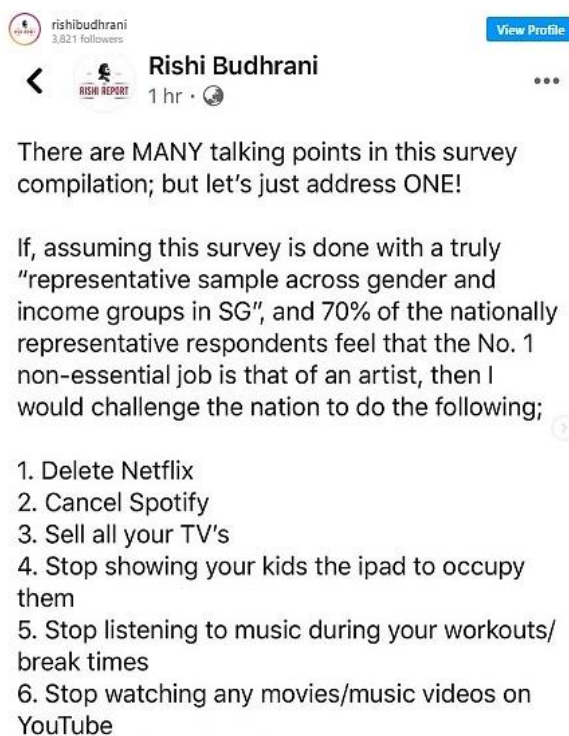 rishibudhrani
3,821 followers
View Profile
RISHI REPORT
Rishi Budhrani
1 hr ·
There are MANY talking points in this survey
compilation; but let's just address ONE!
If, assuming this survey is done with a truly
"representative sample across gender and
income groups in SG", and 70% of the nationally
representative respondents feel that the No. 1
non-essential job is that of an artist, then I
would challenge the nation to do the following;
1. Delete Netflix
2. Cancel Spotify
3. Sell all your TV's
4. Stop showing your kids the ipad to occupy
them
5. Stop listening to music during your workouts/
break times
6. Stop watching any movies/music videos on
YouTube